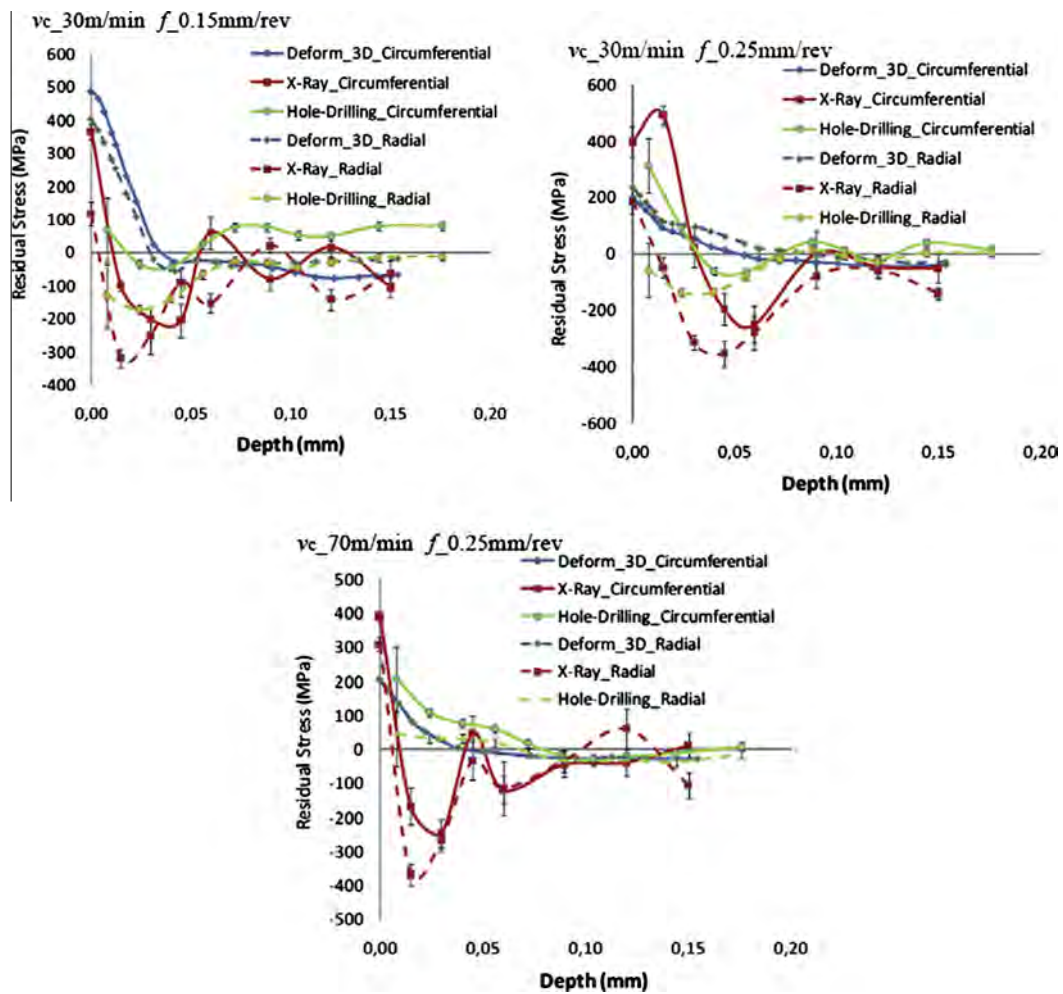 vc_30m/min f_0.15mm/rev
600
500
400
300
200
100
0
-100
-200
-300
-400
Residual Stress (MPa)
Deform_3D_Circumferential
X-Ray_Circumferential
Hole-Drilling_Circumferential
Deform_3D_Radial
X-Ray_Radial
Hole-Drilling_Radial
0,00 0,05 0,10 0,15 0,20
Depth (mm)
vc_30m/min f_0.25mm/rev
600
400
200
0
-200
-400
-600
Residual Stress (MPa)
Deform_3D_Circumferential
X-Ray_Circumferential
Hole-Drilling_Circumferential
Deform_3D_Radial
X-Ray_Radial
Hole-Drilling_Radial
0,00 0,05 0,10 0,15 0,20
Depth (mm)
vc_70m/min f_0.25mm/rev
500
400
300
200
100
0
-100
-200
-300
-400
-500
Residual Stress (MPa)
Deform_3D_Circumferential
X-Ray_Circumferential
Hole-Drilling_Circumferential
Deform_3D_Radial
X-Ray_Radial
Hole-Drilling_Radial
0,00 0,05 0,10 0,15 0,20
Depth (mm)